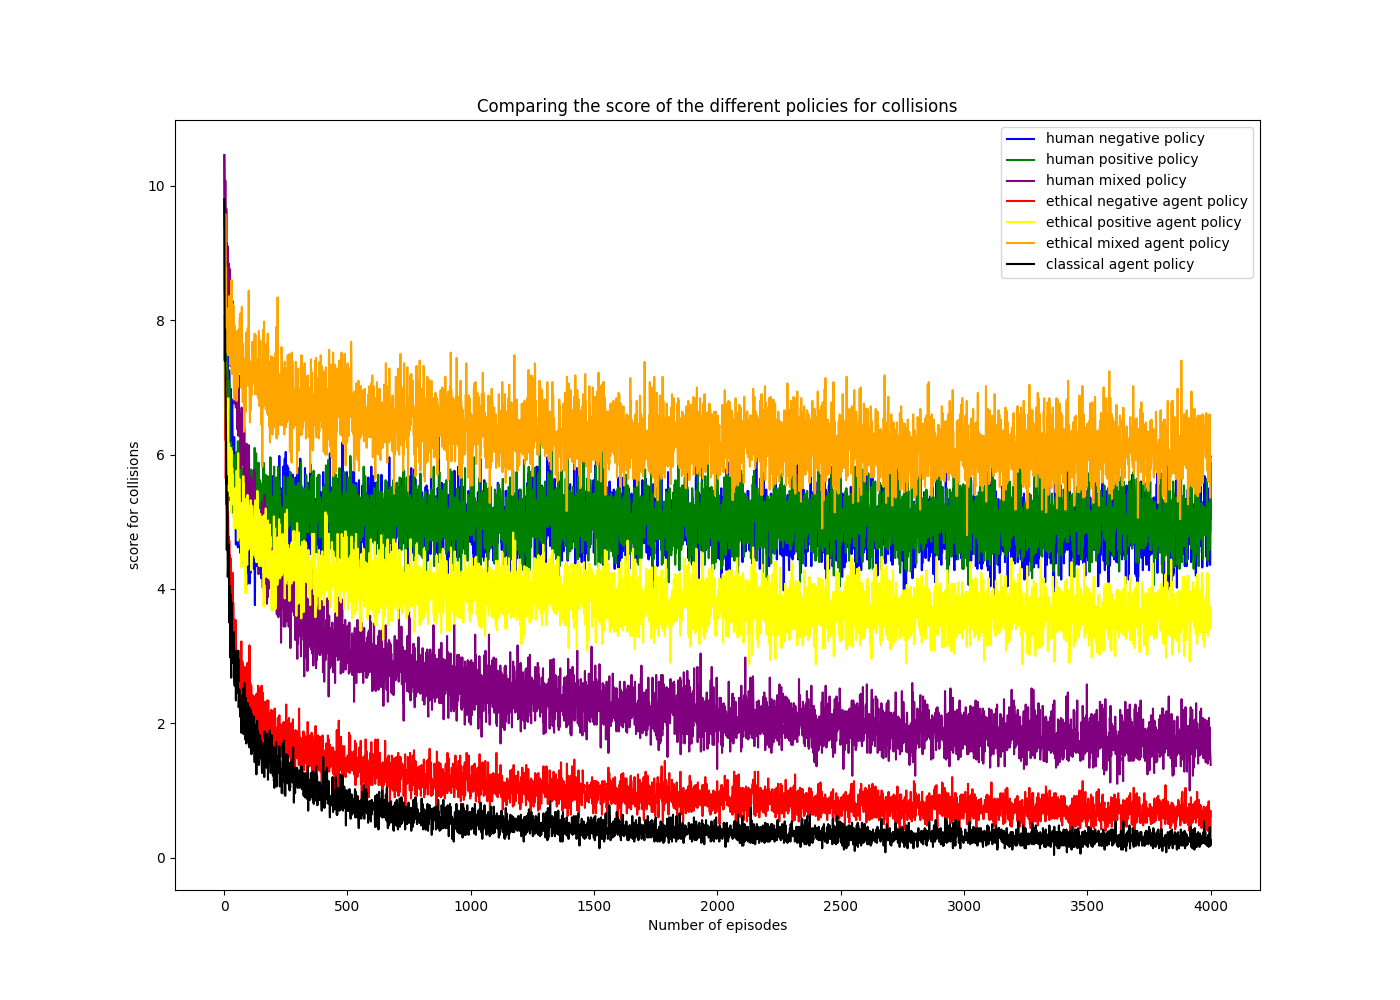 Comparing the score of the different policies for collisions
human negative policy
human positive policy
human mixed policy
ethical negative agent policy
ethical positive agent policy
ethical mixed agent policy
classical agent policy
score for collisions
10
8
6
4
2
0
0 500 1000 1500 2000 2500 3000 3500 4000
Number of episodes